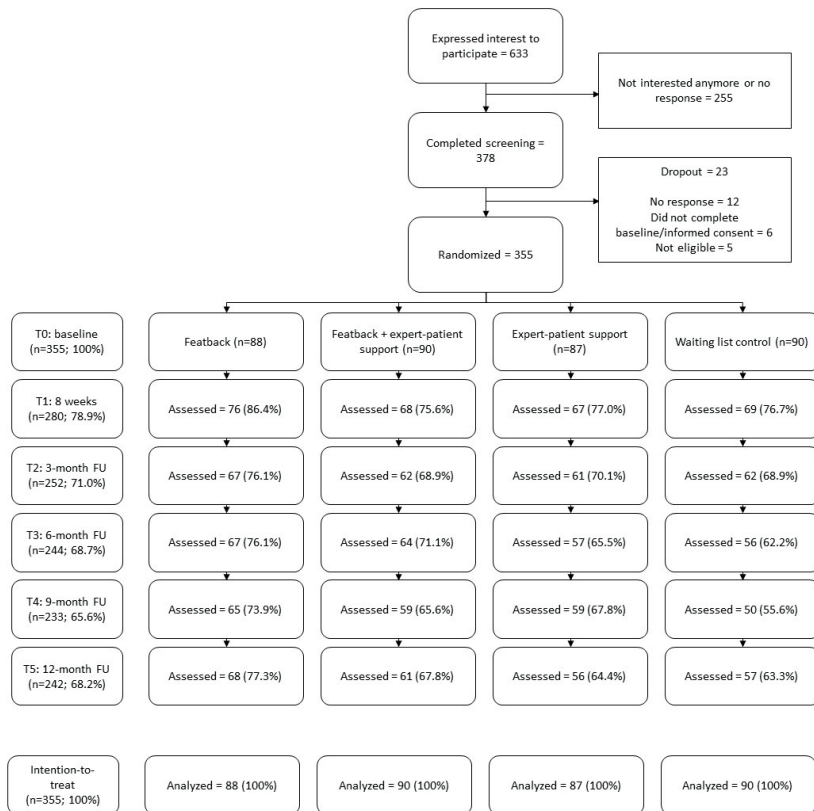 Expressed interest to
participate = 633
Not interested anymore or no
response = 255
Completed screening =
378
Dropout = 23
No response = 12
Did not complete
baseline/informed consent = 6
Not eligible = 5
Randomized = 355
T0: baseline
(n=355; 100%)
Featback (n=88)
Featback + expert-patient
support (n=90)
Expert-patient support
(n=87)
Waiting list control (n=90)
T1: 8 weeks
(n=280; 78.9%)
Assessed = 76 (86.4%)
Assessed = 68 (75.6%)
Assessed = 67 (77.0%)
Assessed = 69 (76.7%)
T2: 3-month FU
(n=252; 71.0%)
Assessed = 67 (76.1%)
Assessed = 62 (68.9%)
Assessed = 61 (70.1%)
Assessed = 62 (68.9%)
T3: 6-month FU
(n=244; 68.7%)
Assessed = 67 (76.1%)
Assessed = 64 (71.1%)
Assessed = 57 (65.5%)
Assessed = 56 (62.2%)
T4: 9-month FU
(n=233; 65.6%)
Assessed = 65 (73.9%)
Assessed = 59 (65.6%)
Assessed = 59 (67.8%)
Assessed = 50 (55.6%)
T5: 12-month FU
(n=242; 68.2%)
Assessed = 68 (77.3%)
Assessed = 61 (67.8%)
Assessed = 56 (64.4%)
Assessed = 57 (63.3%)
Intention-to-
treat
(n=355; 100%)
Analyzed = 88 (100%)
Analyzed = 90 (100%)
Analyzed = 87 (100%)
Analyzed = 90 (100%)